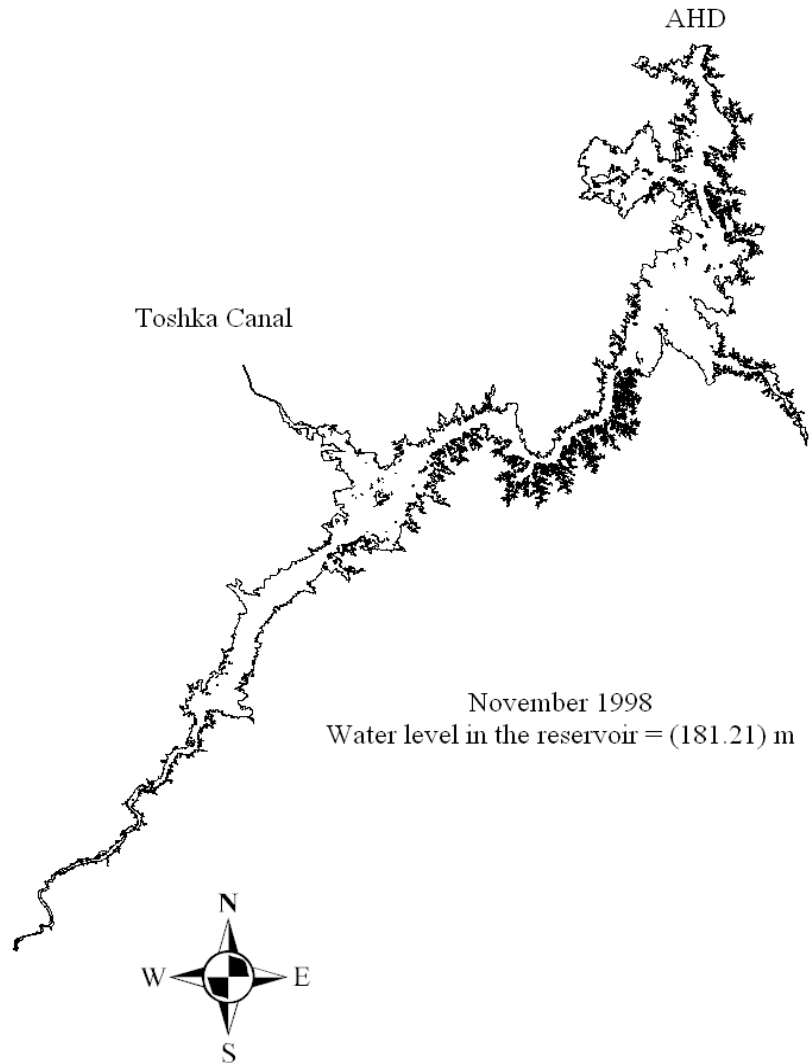 AHD
Toshka Canal
November 1998
Water level in the reservoir = (181.21) m
N
W E
S